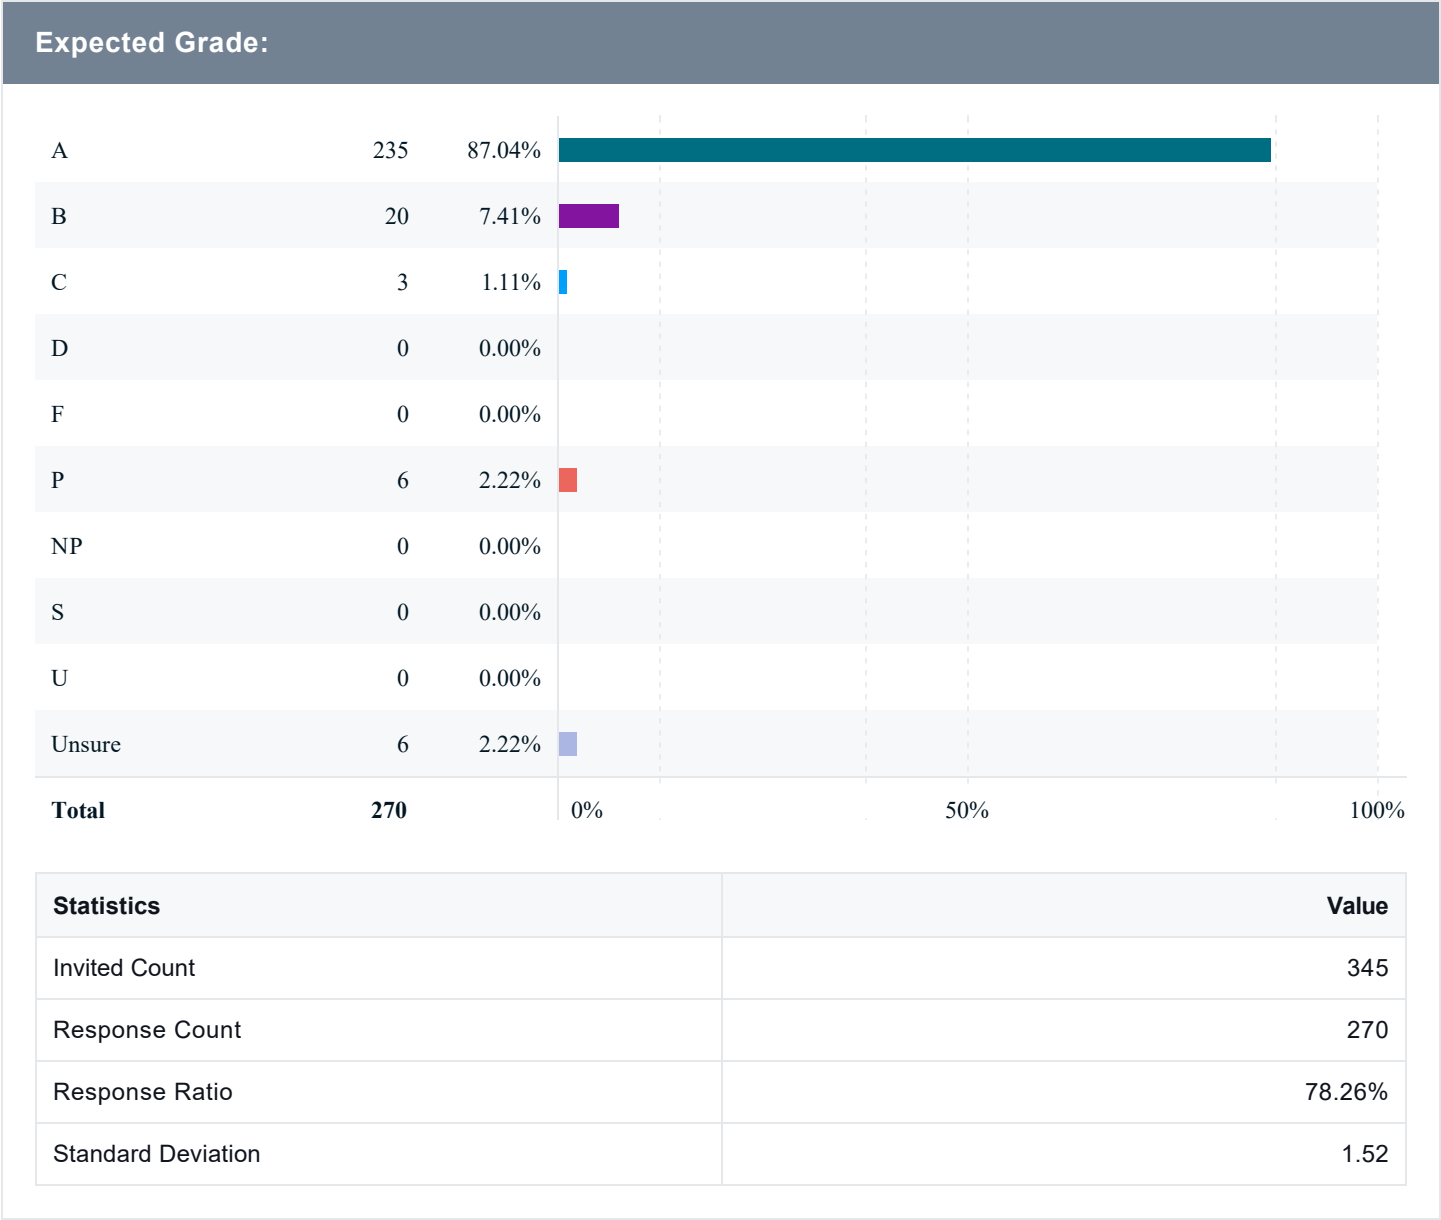 Expected Grade:
A 235 87.04%
B 20 7.41%
C 3 1.11%
D 0 0.00%
F 0 0.00%
P 6 2.22%
NP 0 0.00%
S 0 0.00%
U 0 0.00%
Unsure 6 2.22%
Total 270 0% 50% 100%
Statistics Value
Invited Count 345
Response Count 270
Response Ratio 78.26%
Standard Deviation 1.52